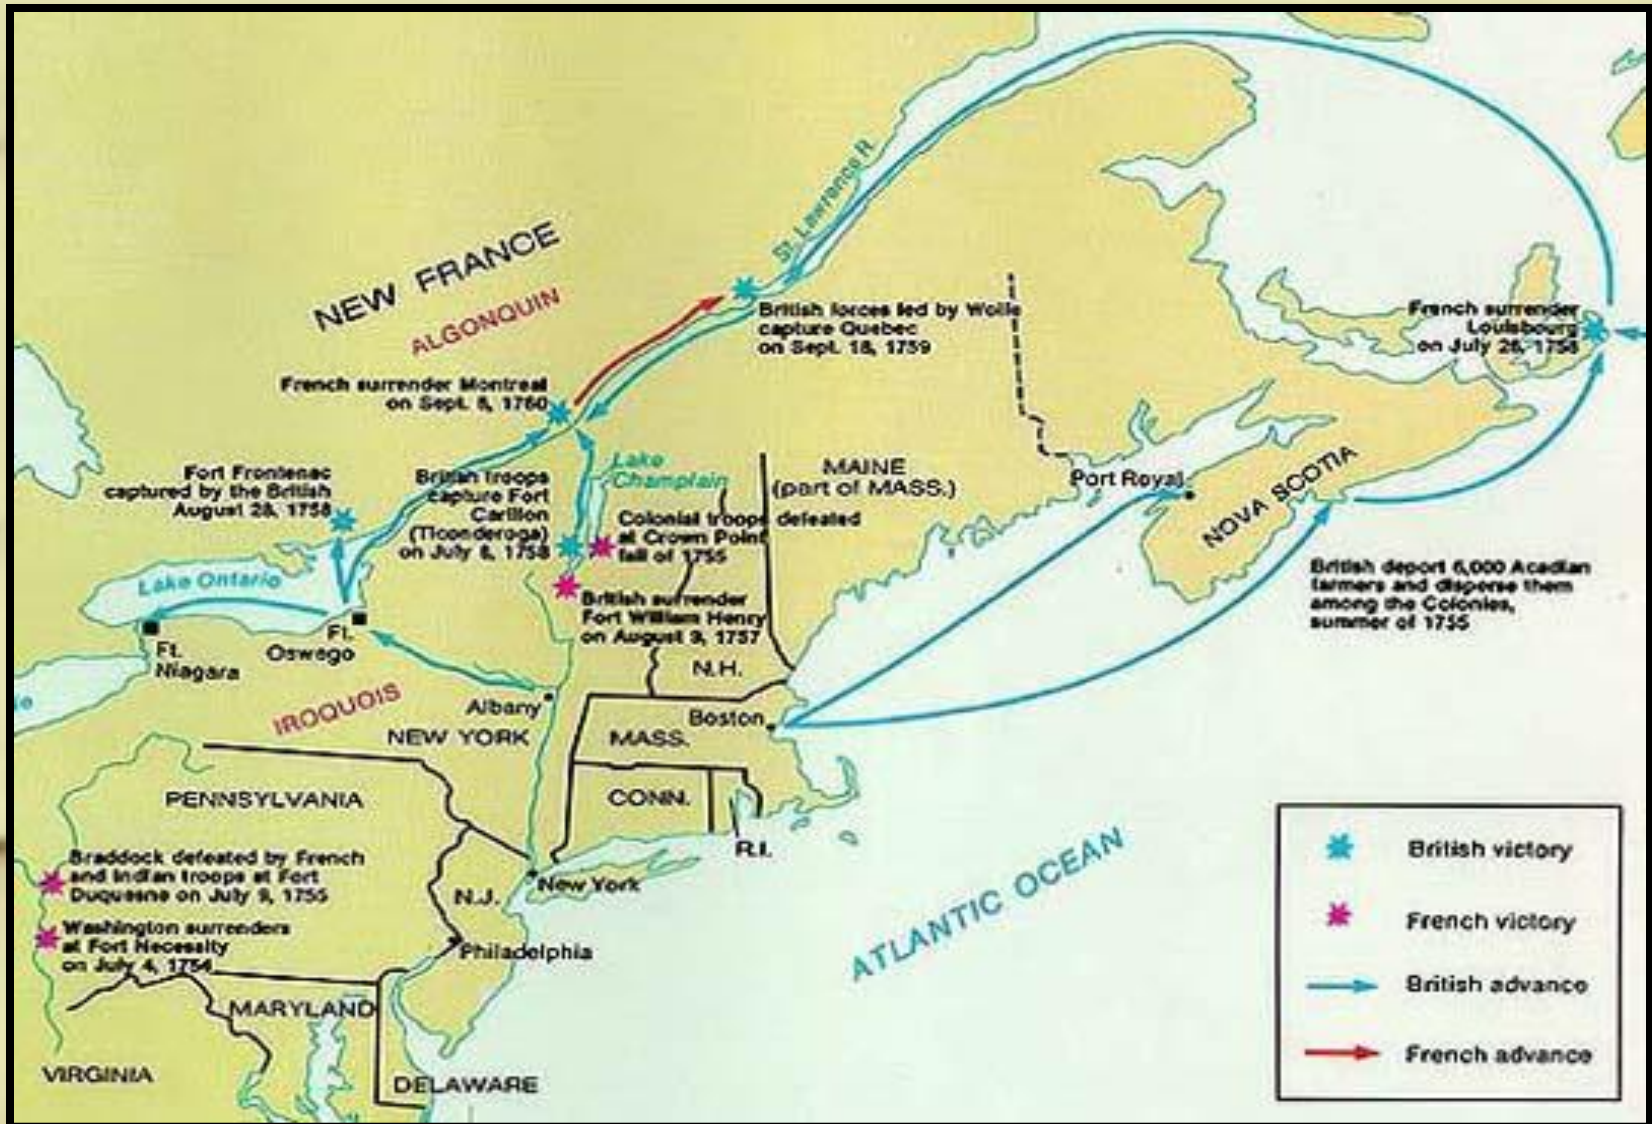 St. Lawrence R.
NEW FRANCE
ALGONQUIN
British forces led by Wolfe
capture Quebec
on Sept. 18, 1759
French surrender
Louisbourg
on July 26, 1758
French surrender Montreal
on Sept. 8, 1760
Lake
Champlain
MAINE
(part of MASS.)
Port Royal
NOVA SCOTIA
Fort Frontenac
captured by the British
August 28, 1758
British troops
capture Fort
Carillon
(Ticonderoga)
on July 8, 1758
Colonial troops defeated
at Crown Point
fall of 1755
British surrender
Fort William Henry
on August 9, 1757
British deport 6,000 Acadian
farmers and disperse them
among the Colonies,
summer of 1755
Lake Ontario
Ft.
Oswego
Ft.
Niagara
IROQUOIS
Albany
NEW YORK
N.H.
Boston
MASS.
CONN.
R.I.
PENNSYLVANIA
Braddock defeated by French
and Indian troops at Fort
Duquesne on July 9, 1755
Washington surrenders
at Fort Necessity
on July 4, 1754
N.J.
New York
Philadelphia
MARYLAND
VIRGINIA
DELAWARE
ATLANTIC OCEAN
British victory
French victory
British advance
French advance